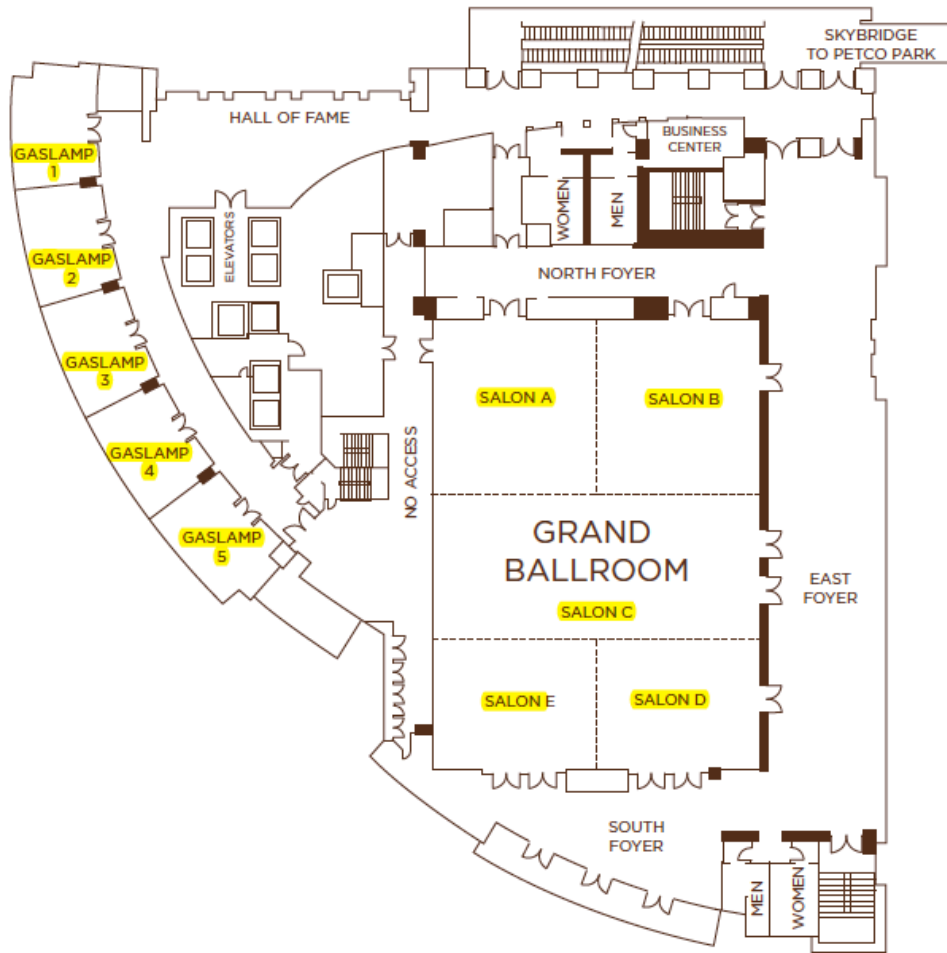 SKYBRIDGE
TO PETCO PARK
HALL OF FAME
BUSINESS
CENTER
GASLAMP
1
WOMEN
MEN
ELEVATORS
GASLAMP
2
NORTH FOYER
GASLAMP
3
SALON A
SALON B
GASLAMP
4
NO ACCESS
GASLAMP
5
GRAND
BALLROOM
SALON C
EAST
FOYER
SALON E
SALON D
SOUTH
FOYER
MEN
WOMEN